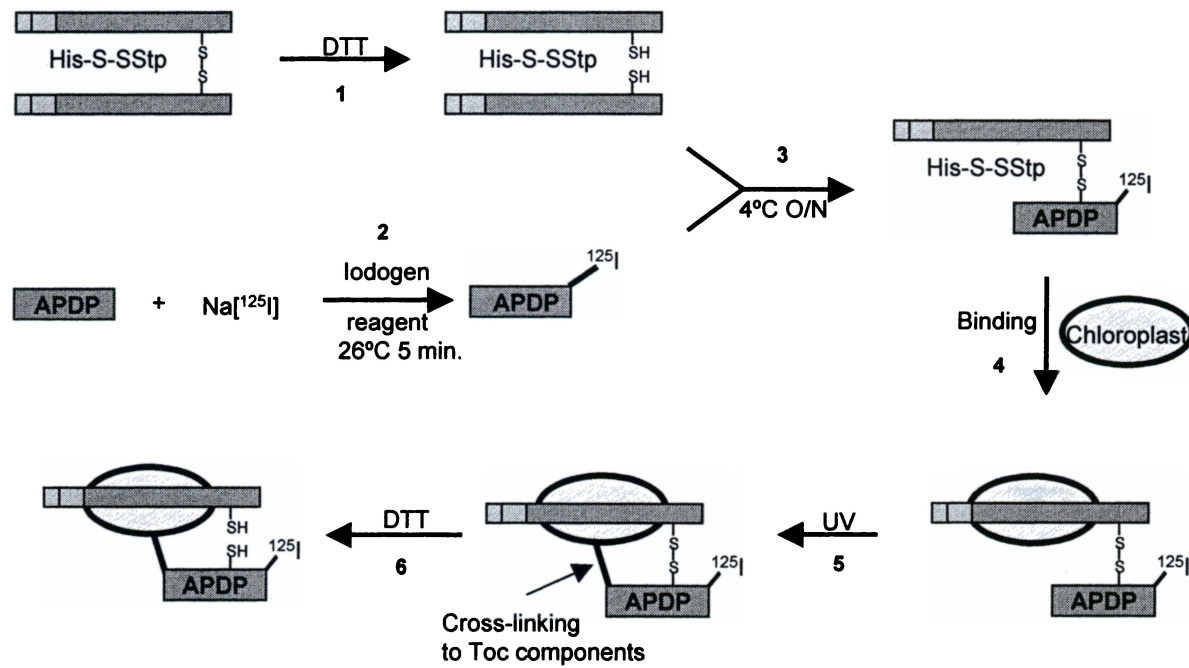 His-S-SStp
S
S
DTT
1
His-S-SStp
SH
SH
APDP
+
Na[¹²⁵I]
2
Iodogen
reagent
26ºC 5 min.
APDP
¹²⁵I
3
4ºC O/N
His-S-SStp
S
S
APDP
¹²⁵I
Binding
4
Chloroplast
S
S
APDP
¹²⁵I
UV
5
S
S
APDP
¹²⁵I
Cross-linking
to Toc components
DTT
6
SH
SH
APDP
¹²⁵I